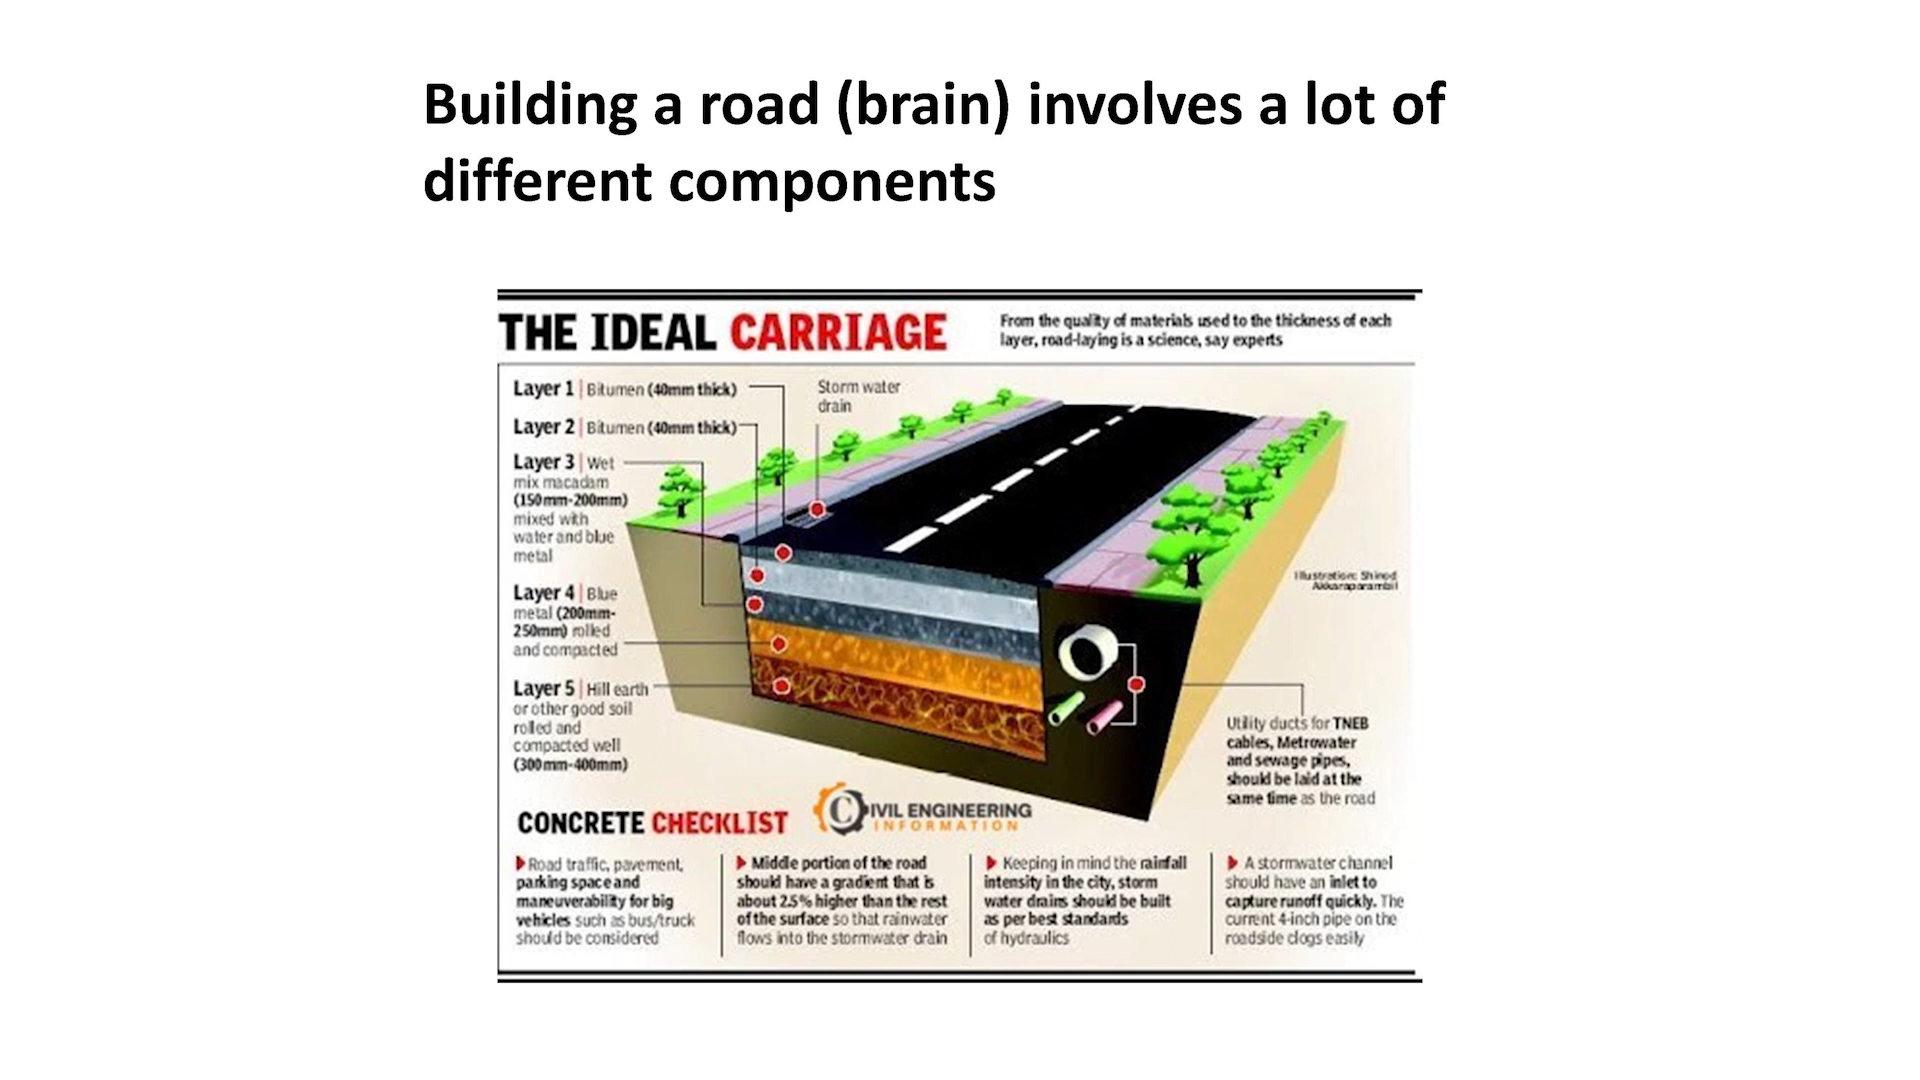 Building a road (brain) involves a lot of
different components
THE IDEAL CARRIAGE
From the quality of materials used to the thickness of each
layer, road-laying is a science, say experts
Layer 1 | Bitumen (40mm thick)
Storm water
drain
Layer 2 | Bitumen (40mm thick)
Layer 3 | Wet
mix macadam
(150mm-200mm)
mixed with
water and blue
metal
Layer 4 | Blue
metal (200mm-
250mm) rolled
and compacted
Layer 5 | Hill earth
or other good soil
rolled and
compacted well
(300mm-400mm)
Illustration: Shinod
Akkaraparambil
Utility ducts for TNEB
cables, Metrowater
and sewage pipes,
should be laid at the
same time as the road
CONCRETE CHECKLIST
CIVIL ENGINEERING
INFORMATION
Road traffic, pavement,
parking space and
maneuverability for big
vehicles such as bus/truck
should be considered
Middle portion of the road
should have a gradient that is
about 2.5% higher than the rest
of the surface so that rainwater
flows into the stormwater drain
Keeping in mind the rainfall
intensity in the city, storm
water drains should be built
as per best standards
of hydraulics
A stormwater channel
should have an inlet to
capture runoff quickly. The
current 4-inch pipe on the
roadside clogs easily